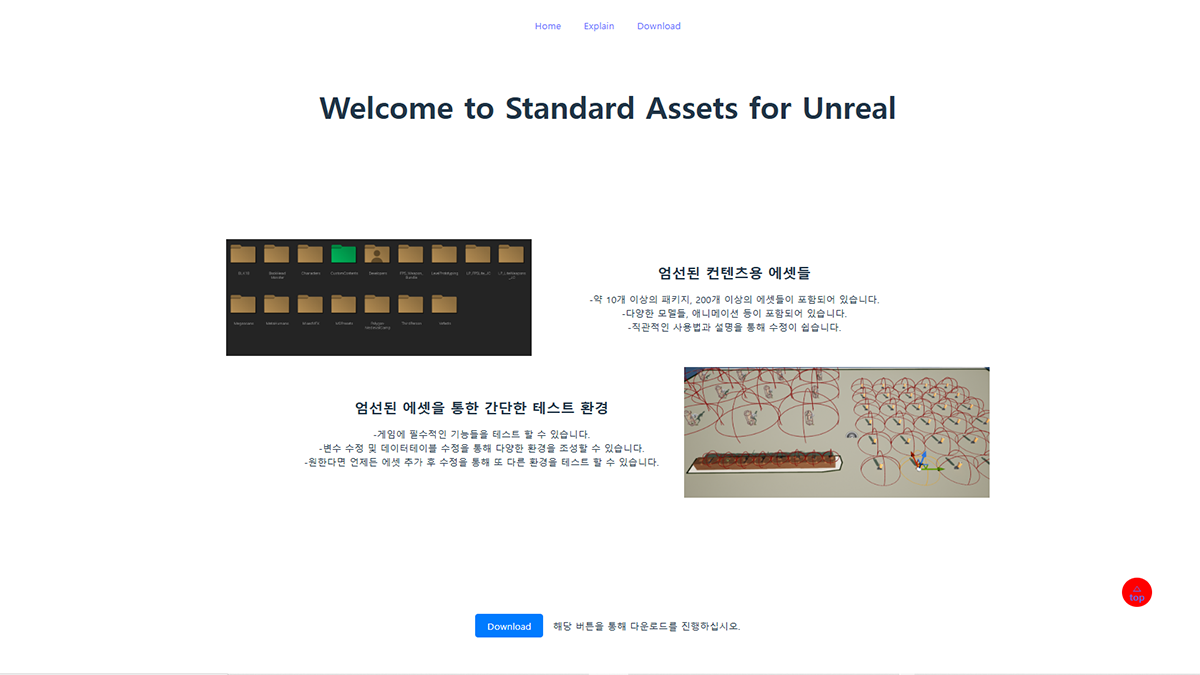 Home Explain Download
Welcome to Standard Assets for Unreal
엄선된 컨텐츠용 에셋들
-약 10개 이상의 패키지, 200개 이상의 에셋들이 포함되어 있습니다.
-다양한 모델들, 애니메이션 등이 포함되어 있습니다.
-직관적인 사용법과 설명을 통해 수정이 쉽습니다.
엄선된 에셋을 통한 간단한 테스트 환경
-게임에 필수적인 기능들을 테스트 할 수 있습니다.
-변수 수정 및 데이터테이블 수정을 통해 다양한 환경을 조성할 수 있습니다.
-원한다면 언제든 에셋 추가 후 수정을 통해 또 다른 환경을 테스트 할 수 있습니다.
△
top
Download 해당 버튼을 통해 다운로드를 진행하십시오.